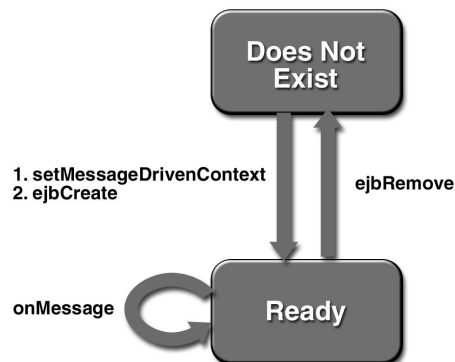 Does Not
Exist
1. setMessageDrivenContext
2. ejbCreate
ejbRemove
onMessage
Ready